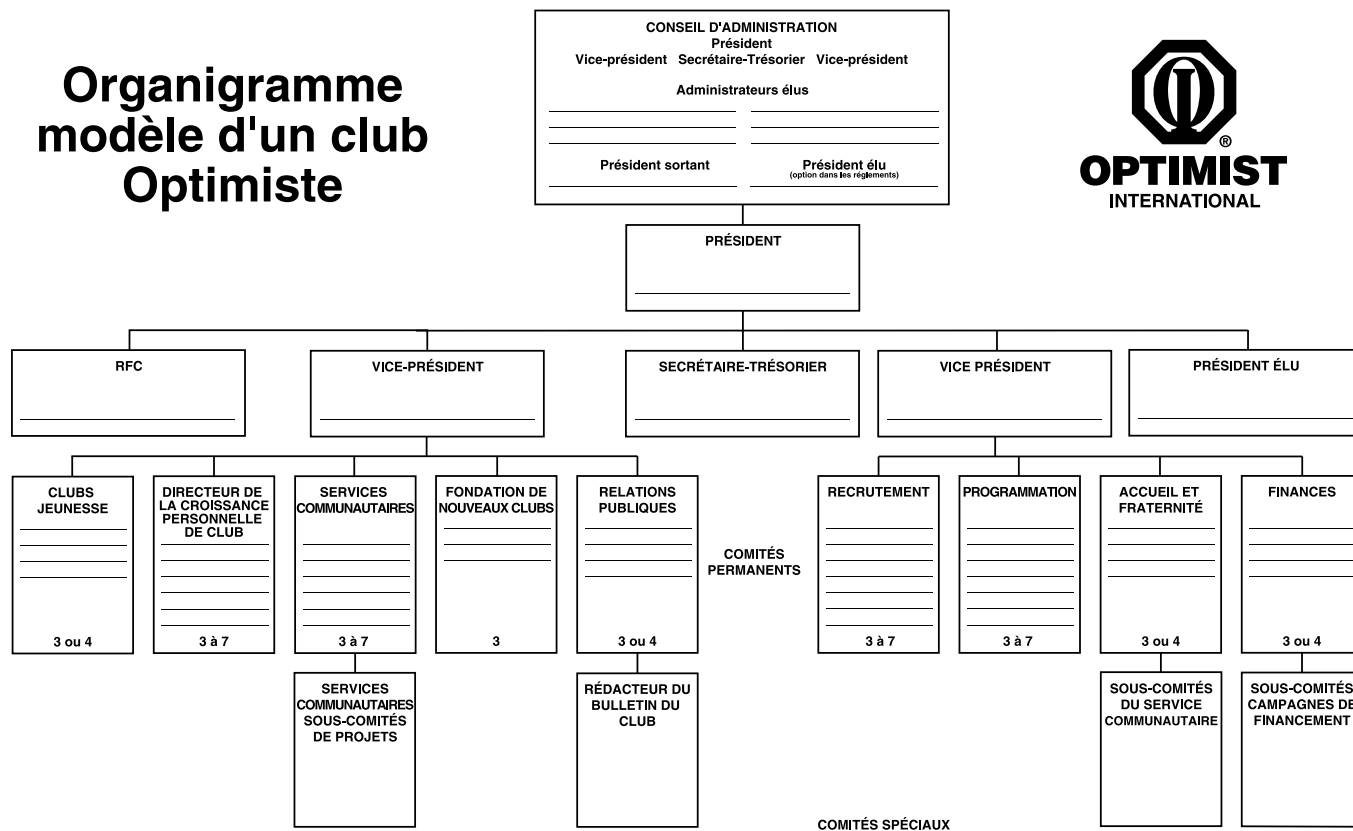 Organigramme
modèle d'un club
Optimiste
CONSEIL D'ADMINISTRATION
Président
Vice-président Secrétaire-Trésorier Vice-président
Administrateurs élus
Président sortant
Président élu
(option dans les réglements)
®
OPTIMIST
INTERNATIONAL
PRÉSIDENT
RFC
VICE-PRÉSIDENT
SECRÉTAIRE-TRÉSORIER
VICE PRÉSIDENT
PRÉSIDENT ÉLU
CLUBS
JEUNESSE
3 ou 4
DIRECTEUR DE
LA CROISSANCE
PERSONNELLE
DE CLUB
3 à 7
SERVICES
COMMUNAUTAIRES
3 à 7
FONDATION DE
NOUVEAUX CLUBS
3
RELATIONS
PUBLIQUES
3 ou 4
COMITÉS
PERMANENTS
RECRUTEMENT
3 à 7
PROGRAMMATION
3 à 7
ACCUEIL ET
FRATERNITÉ
3 ou 4
FINANCES
3 ou 4
SERVICES
COMMUNAUTAIRES
SOUS-COMITÉS
DE PROJETS
RÉDACTEUR DU
BULLETIN DU
CLUB
SOUS-COMITÉS
DU SERVICE
COMMUNAUTAIRE
SOUS-COMITÉS
CAMPAGNES DE
FINANCEMENT
COMITÉS SPÉCIAUX